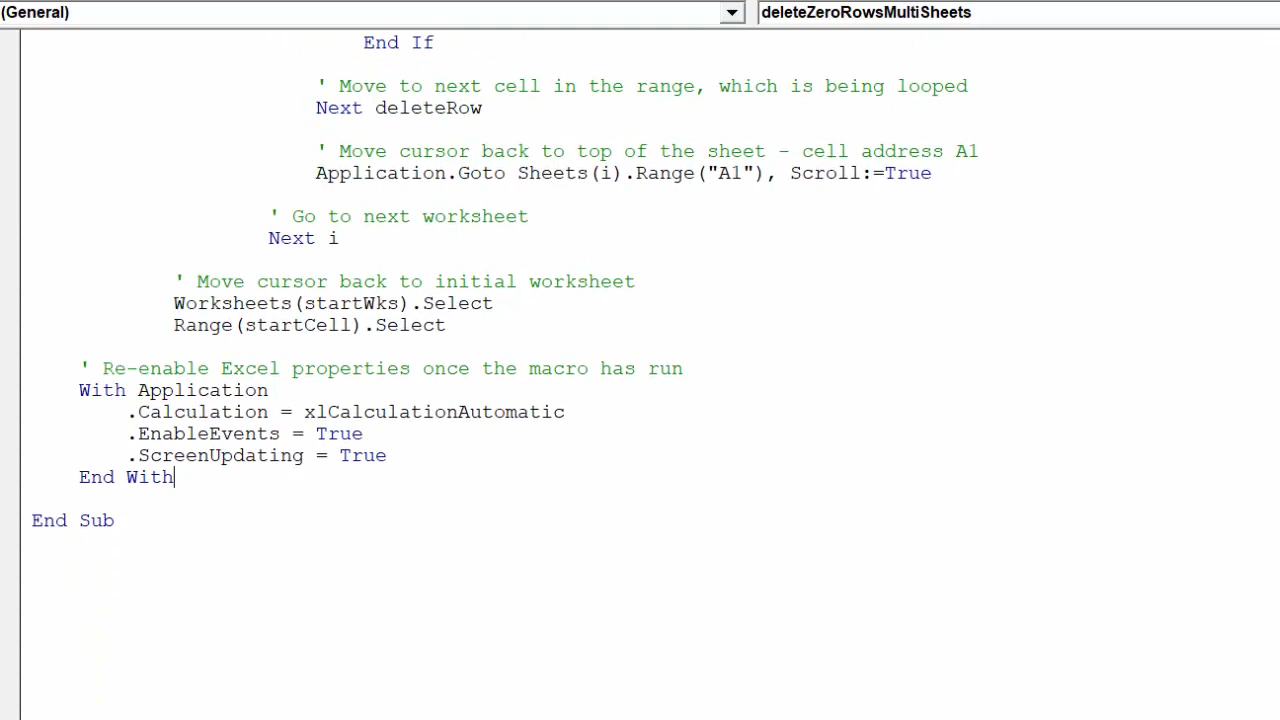 (General)
deleteZeroRowsMultiSheets
End If
' Move to next cell in the range, which is being looped
Next deleteRow
' Move cursor back to top of the sheet - cell address A1
Application.Goto Sheets(i).Range("A1"), Scroll:=True
' Go to next worksheet
Next i
' Move cursor back to initial worksheet
Worksheets(startWks).Select
Range(startCell).Select
' Re-enable Excel properties once the macro has run
With Application
.Calculation = xlCalculationAutomatic
.EnableEvents = True
.ScreenUpdating = True
End With
End Sub